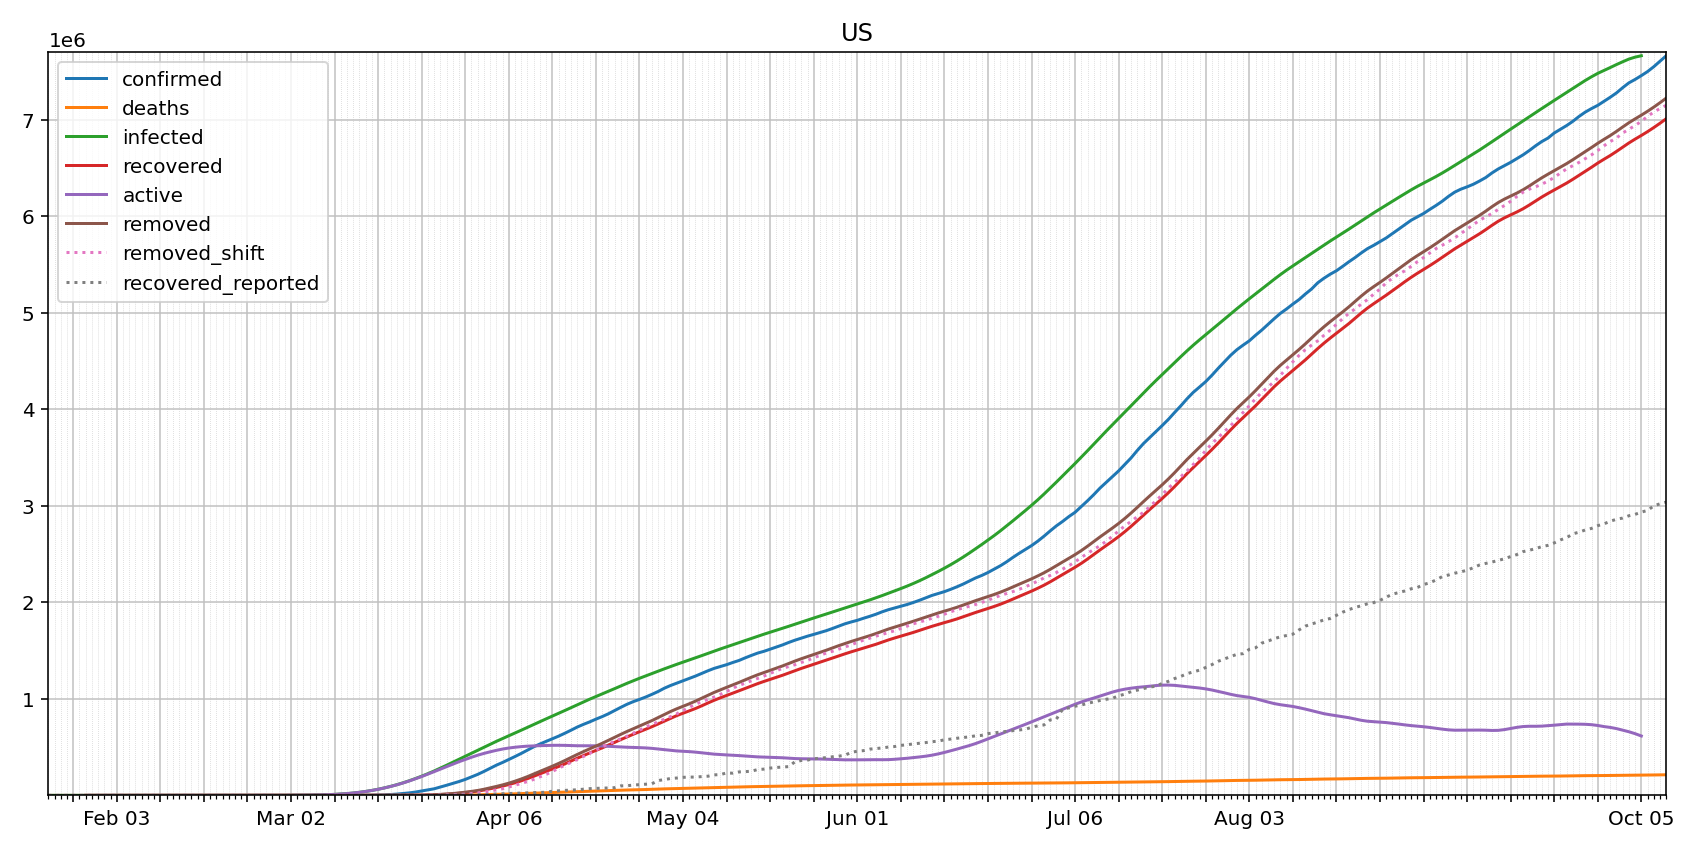 US
1e6
confirmed
deaths
infected
recovered
active
removed
removed_shift
recovered_reported
7
6
5
4
3
2
1
Feb 03 Mar 02 Apr 06 May 04 Jun 01 Jul 06 Aug 03 Oct 05